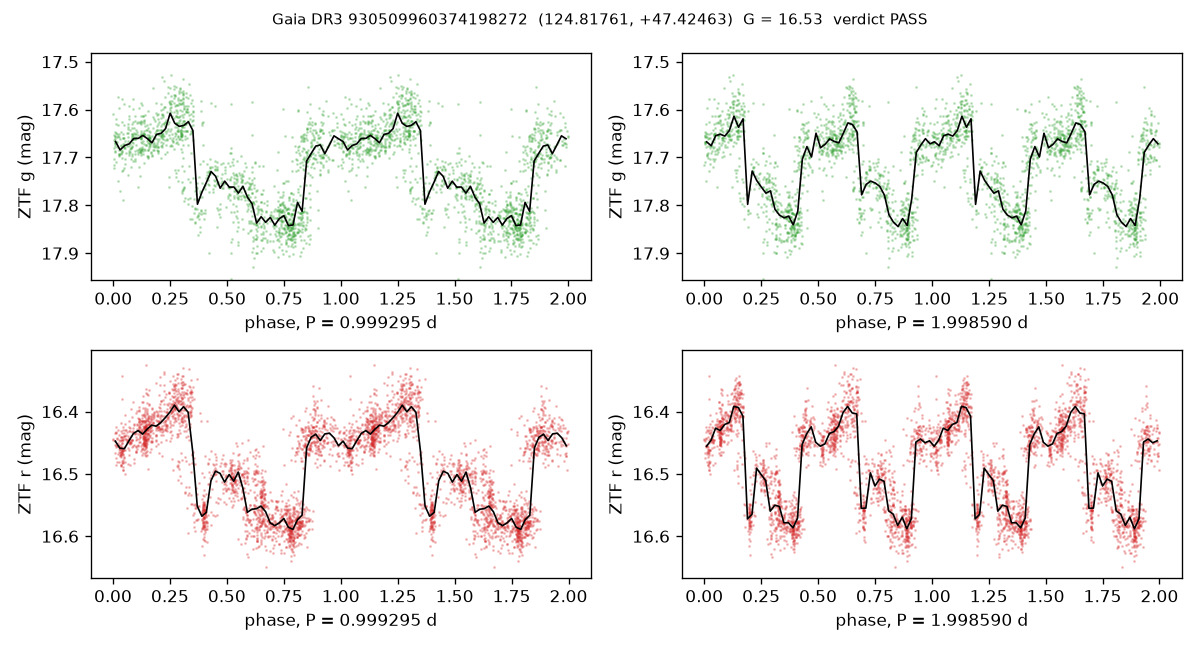 Gaia DR3 930509960374198272  (124.81761, +47.42463)  G = 16.53  verdict PASS
ZTF g (mag)
17.5
17.6
17.7
17.8
17.9
0.00 0.25 0.50 0.75 1.00 1.25 1.50 1.75 2.00
phase, P = 0.999295 d
ZTF g (mag)
17.5
17.6
17.7
17.8
17.9
0.00 0.25 0.50 0.75 1.00 1.25 1.50 1.75 2.00
phase, P = 1.998590 d
ZTF r (mag)
16.4
16.5
16.6
0.00 0.25 0.50 0.75 1.00 1.25 1.50 1.75 2.00
phase, P = 0.999295 d
ZTF r (mag)
16.4
16.5
16.6
0.00 0.25 0.50 0.75 1.00 1.25 1.50 1.75 2.00
phase, P = 1.998590 d